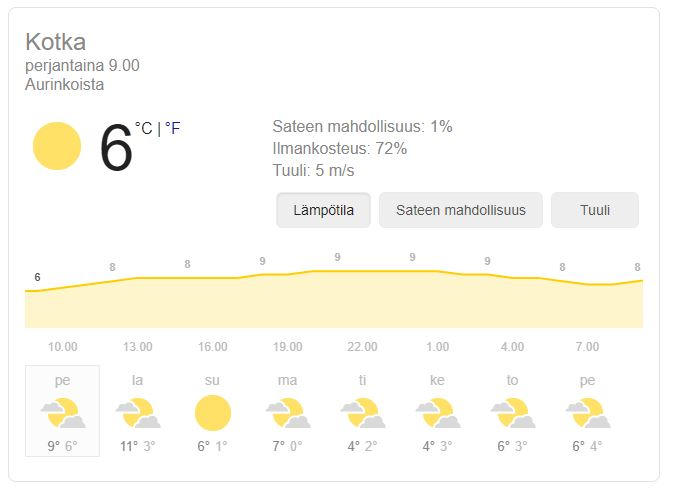 Kotka
perjantaina 9.00
Aurinkoista
6 °C | °F
Sateen mahdollisuus: 1%
Ilmankosteus: 72%
Tuuli: 5 m/s
Lämpötila Sateen mahdollisuus Tuuli
6 8 8 9 9 9 9 8 8
10.00 13.00 16.00 19.00 22.00 1.00 4.00 7.00
pe la su ma ti ke to pe
9° 6° 11° 3° 6° 1° 7° 0° 4° 2° 4° 3° 6° 3° 6° 4°